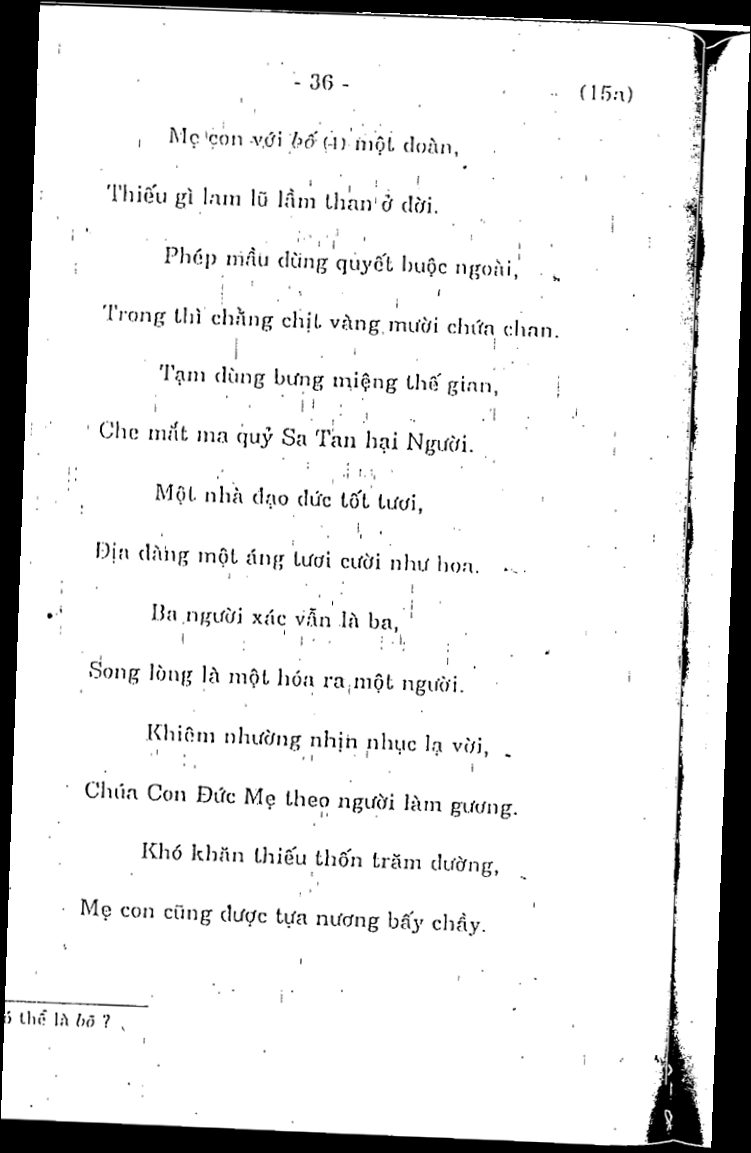 - 36 -
(15a)
Mẹ con với bố (1) một đoàn,
Thiếu gì lam lũ lầm than ở đời.
Phép mầu dùng quyết buộc ngoài,
Trong thì chằng chịt vàng mười chứa chan.
Tạm dùng bưng miệng thế gian,
Che mắt ma quỷ Sa Tan hại Người.
Một nhà đạo đức tốt tươi,
Địa đàng một áng tươi cười như hoa.
Ba người xác vẫn là ba,
Song lòng là một hóa ra một người.
Khiêm nhường nhịn nhục lạ vời,
Chúa Con Đức Mẹ theo người làm gương.
Khó khăn thiếu thốn trăm đường,
Mẹ con cũng được tựa nương bấy chầy.
thể là bõ ?